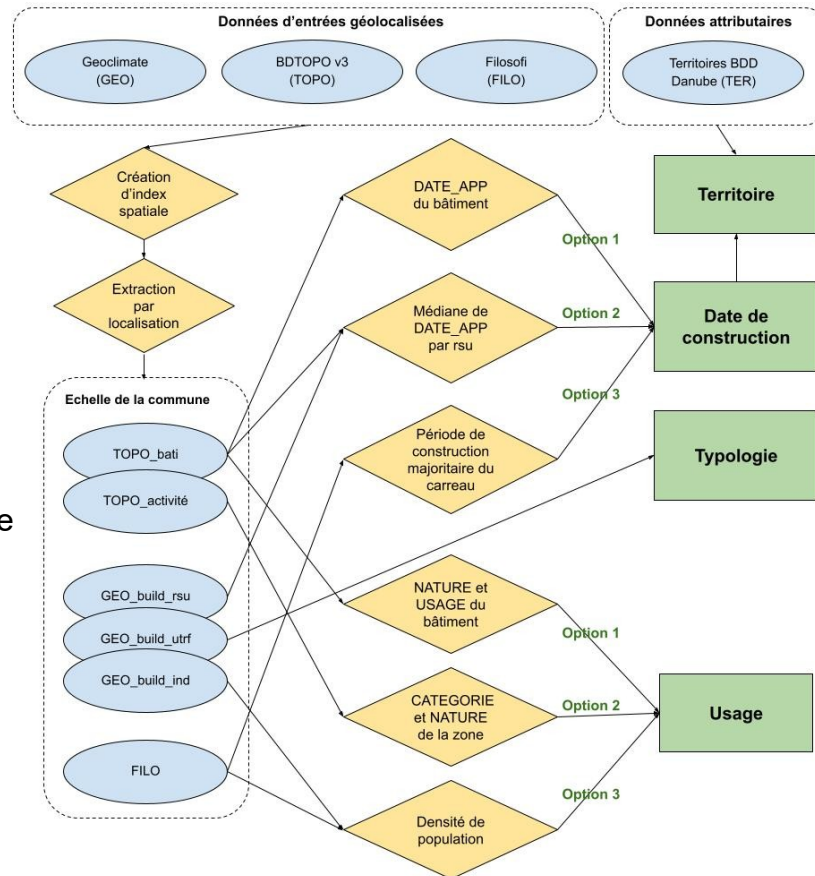 Données d’entrées géolocalisées
Données attributaires
Geoclimate
(GEO)
BDTOPO v3
(TOPO)
Filosofi
(FILO)
Territoires BDD
Danube (TER)
Création
d’index
spatiale
Extraction
par
localisation
Echelle de la commune
TOPO_bati
TOPO_activité
GEO_build_rsu
GEO_build_utrf
GEO_build_ind
FILO
e
DATE_APP
du bâtiment
Médiane de
DATE_APP
par rsu
Période de
construction
majoritaire du
carreau
NATURE et
USAGE du
bâtiment
CATEGORIE
et NATURE
de la zone
Densité de
population
Option 1
Option 2
Option 3
Option 1
Option 2
Option 3
Territoire
Date de
construction
Typologie
Usage